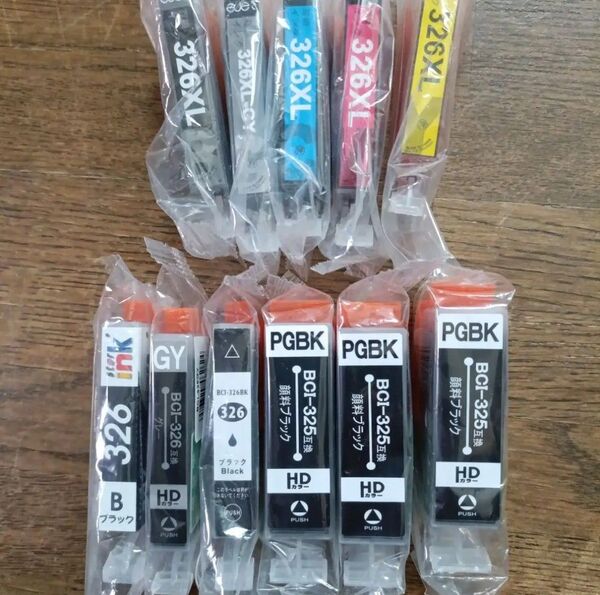 326XL
326XL-GY
326XL
326XL
326XL
ink
326
B
ブラック
GY
BCI-326互換
グレー
HD
カラー
PUSH
BCI-326BK
326
ブラック
Black
PGBK
BCI-325互換
顔料ブラック
HD
カラー
PUSH
PGBK
BCI-325互換
顔料ブラック
HD
カラー
PUSH
PGBK
BCI-325互換
顔料ブラック
HD
カラー
PUSH